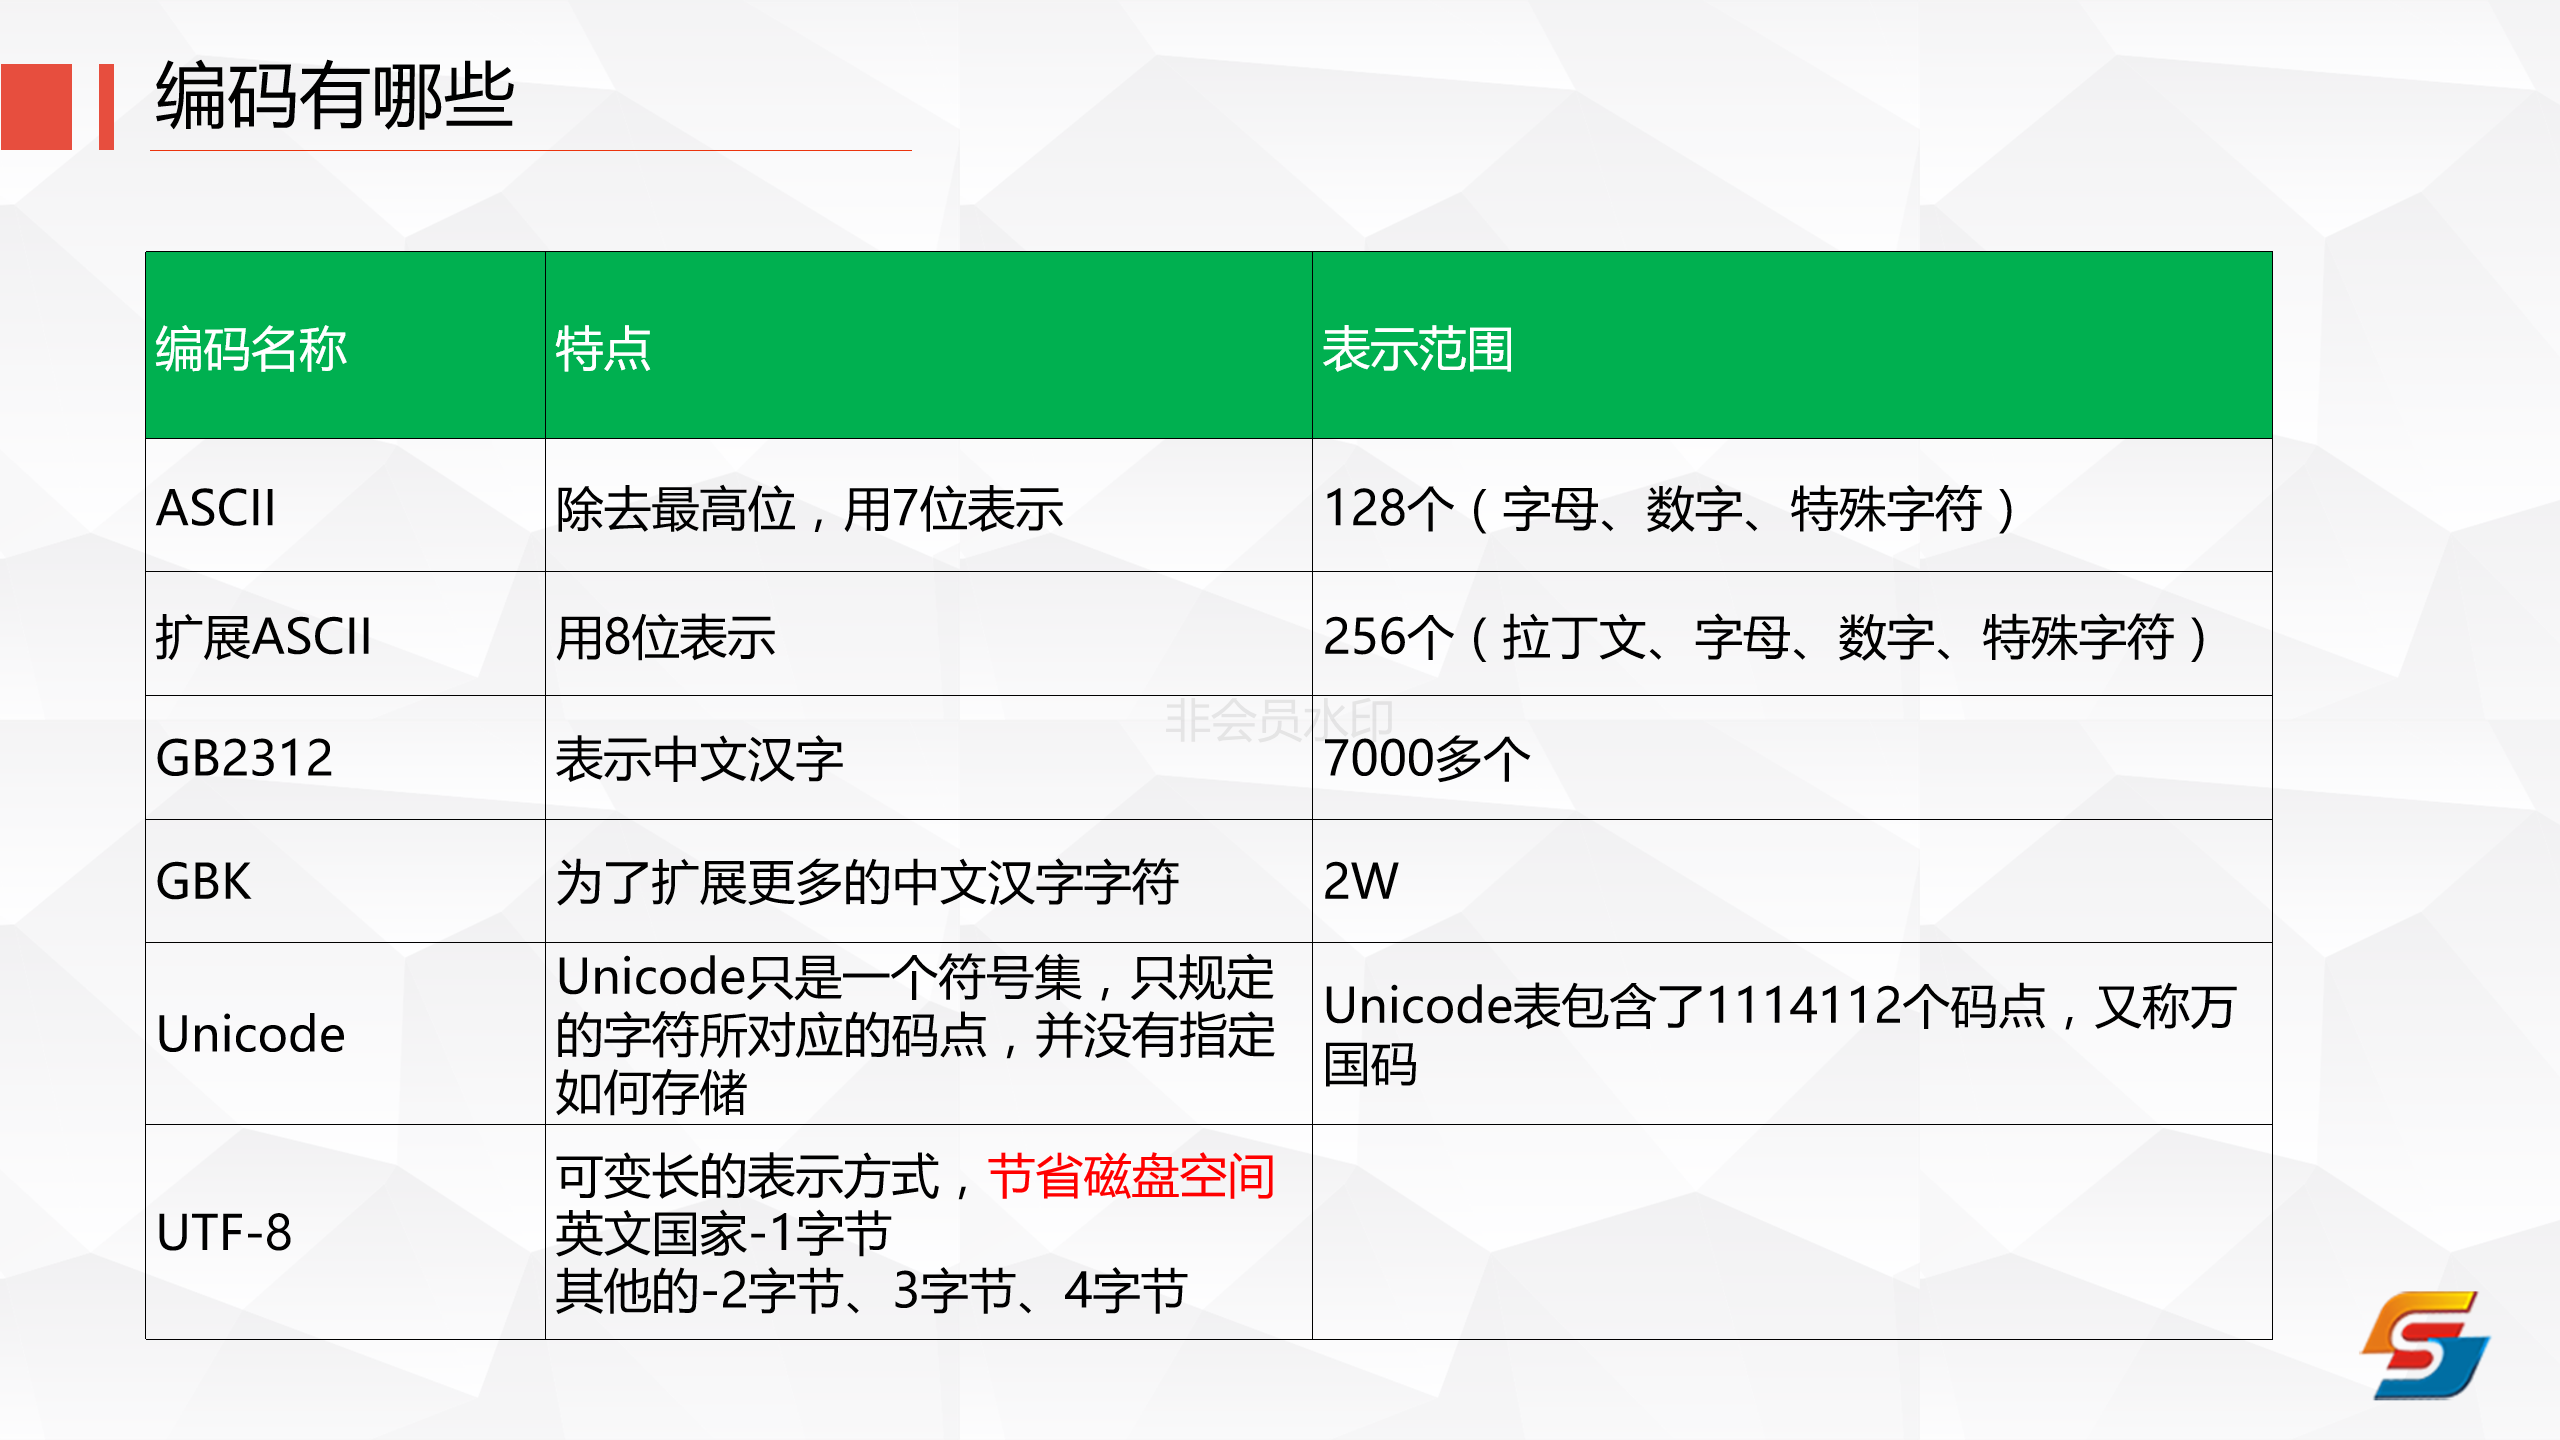 编码有哪些
编码名称
特点
表示范围
ASCII
除去最高位，用7位表示
128个（字母、数字、特殊字符）
扩展ASCII
用8位表示
256个（拉丁文、字母、数字、特殊字符）
非会员水印
GB2312
表示中文汉字
7000多个
GBK
为了扩展更多的中文汉字字符
2W
Unicode
Unicode只是一个符号集，只规定
的字符所对应的码点，并没有指定
如何存储
Unicode表包含了1114112个码点，又称万
国码
UTF-8
可变长的表示方式，节省磁盘空间
英文国家-1字节
其他的-2字节、3字节、4字节